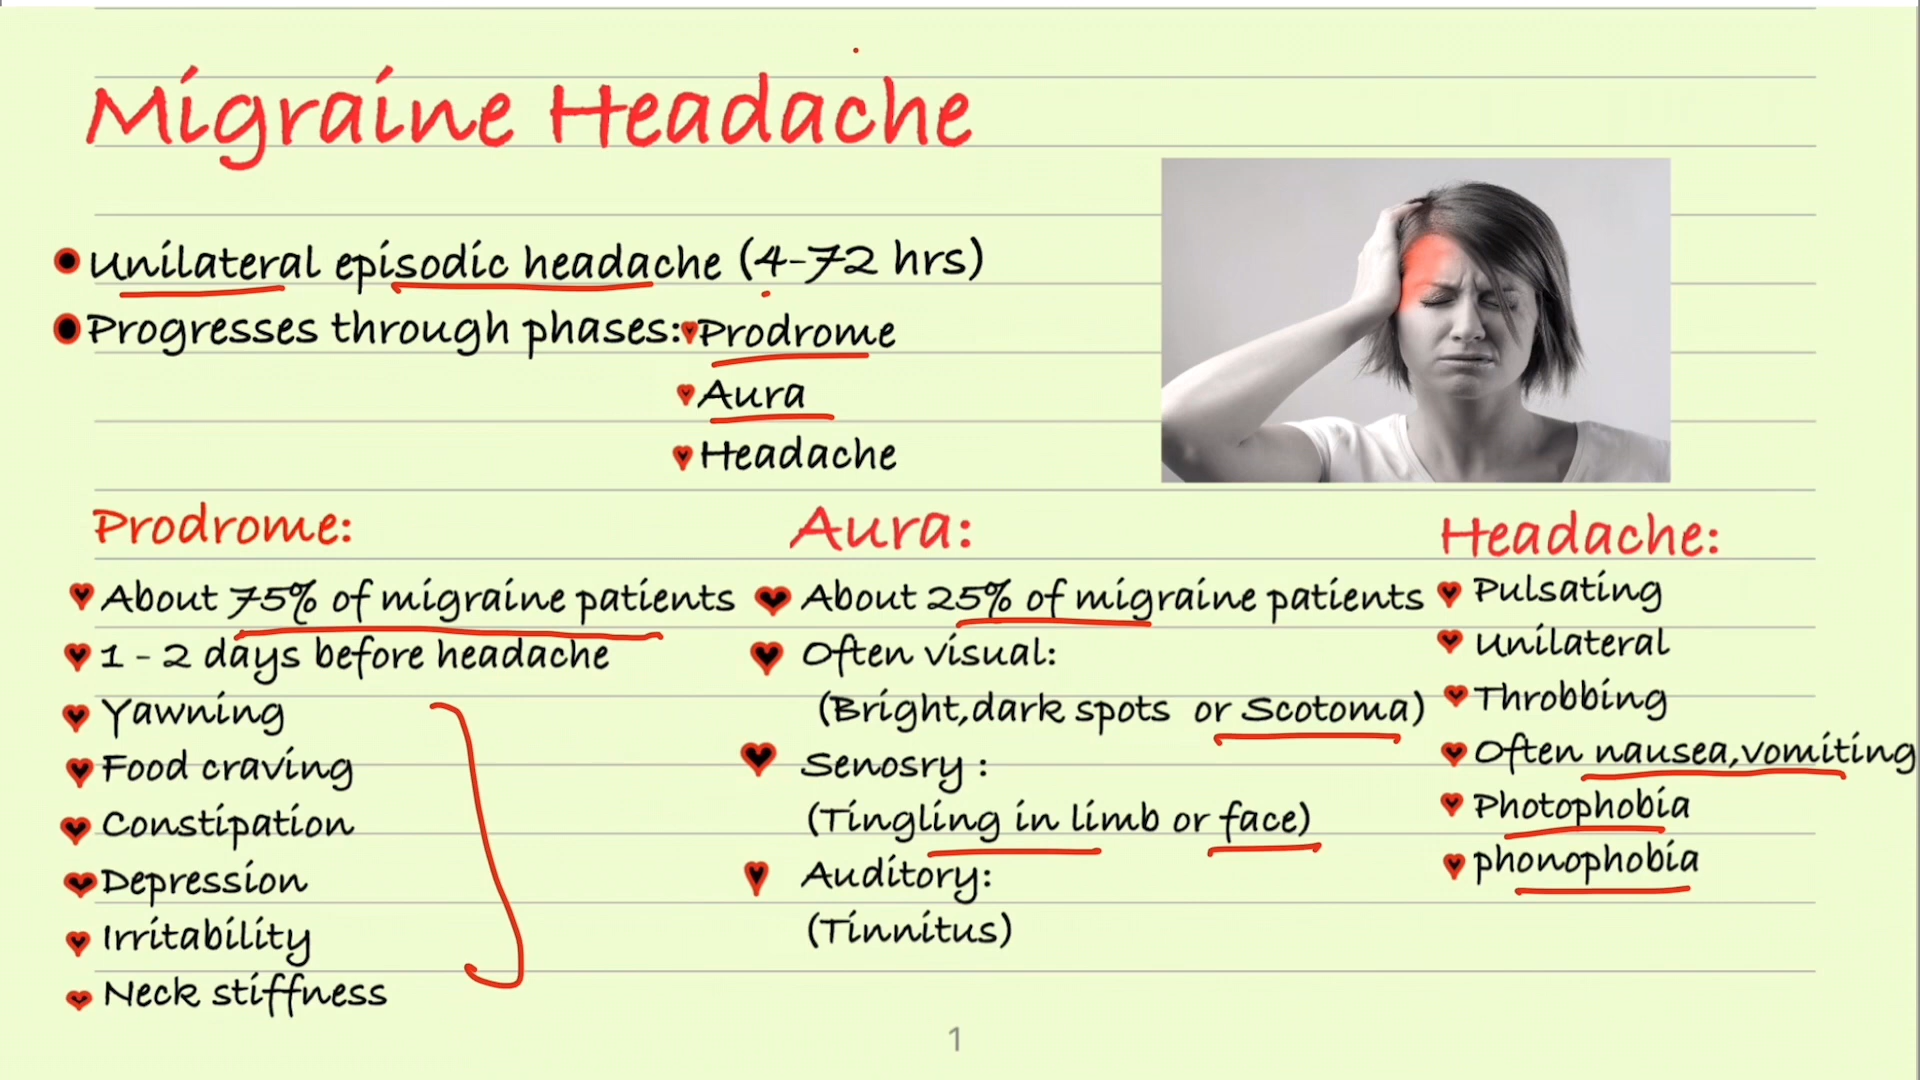 Migraine Headache
Unilateral episodic headache (4-72 hrs)
Progresses through phases: Prodrome
Aura
Headache
Prodrome:
About 75% of migraine patients
1 - 2 days before headache
Yawning
Food craving
Constipation
Depression
Irritability
Neck stiffness
Aura:
About 25% of migraine patients
Often visual:
(Bright,dark spots or Scotoma)
Senosry :
(Tingling in limb or face)
Auditory:
(Tinnitus)
Headache:
Pulsating
Unilateral
Throbbing
Often nausea,vomiting
Photophobia
phonophobia
1